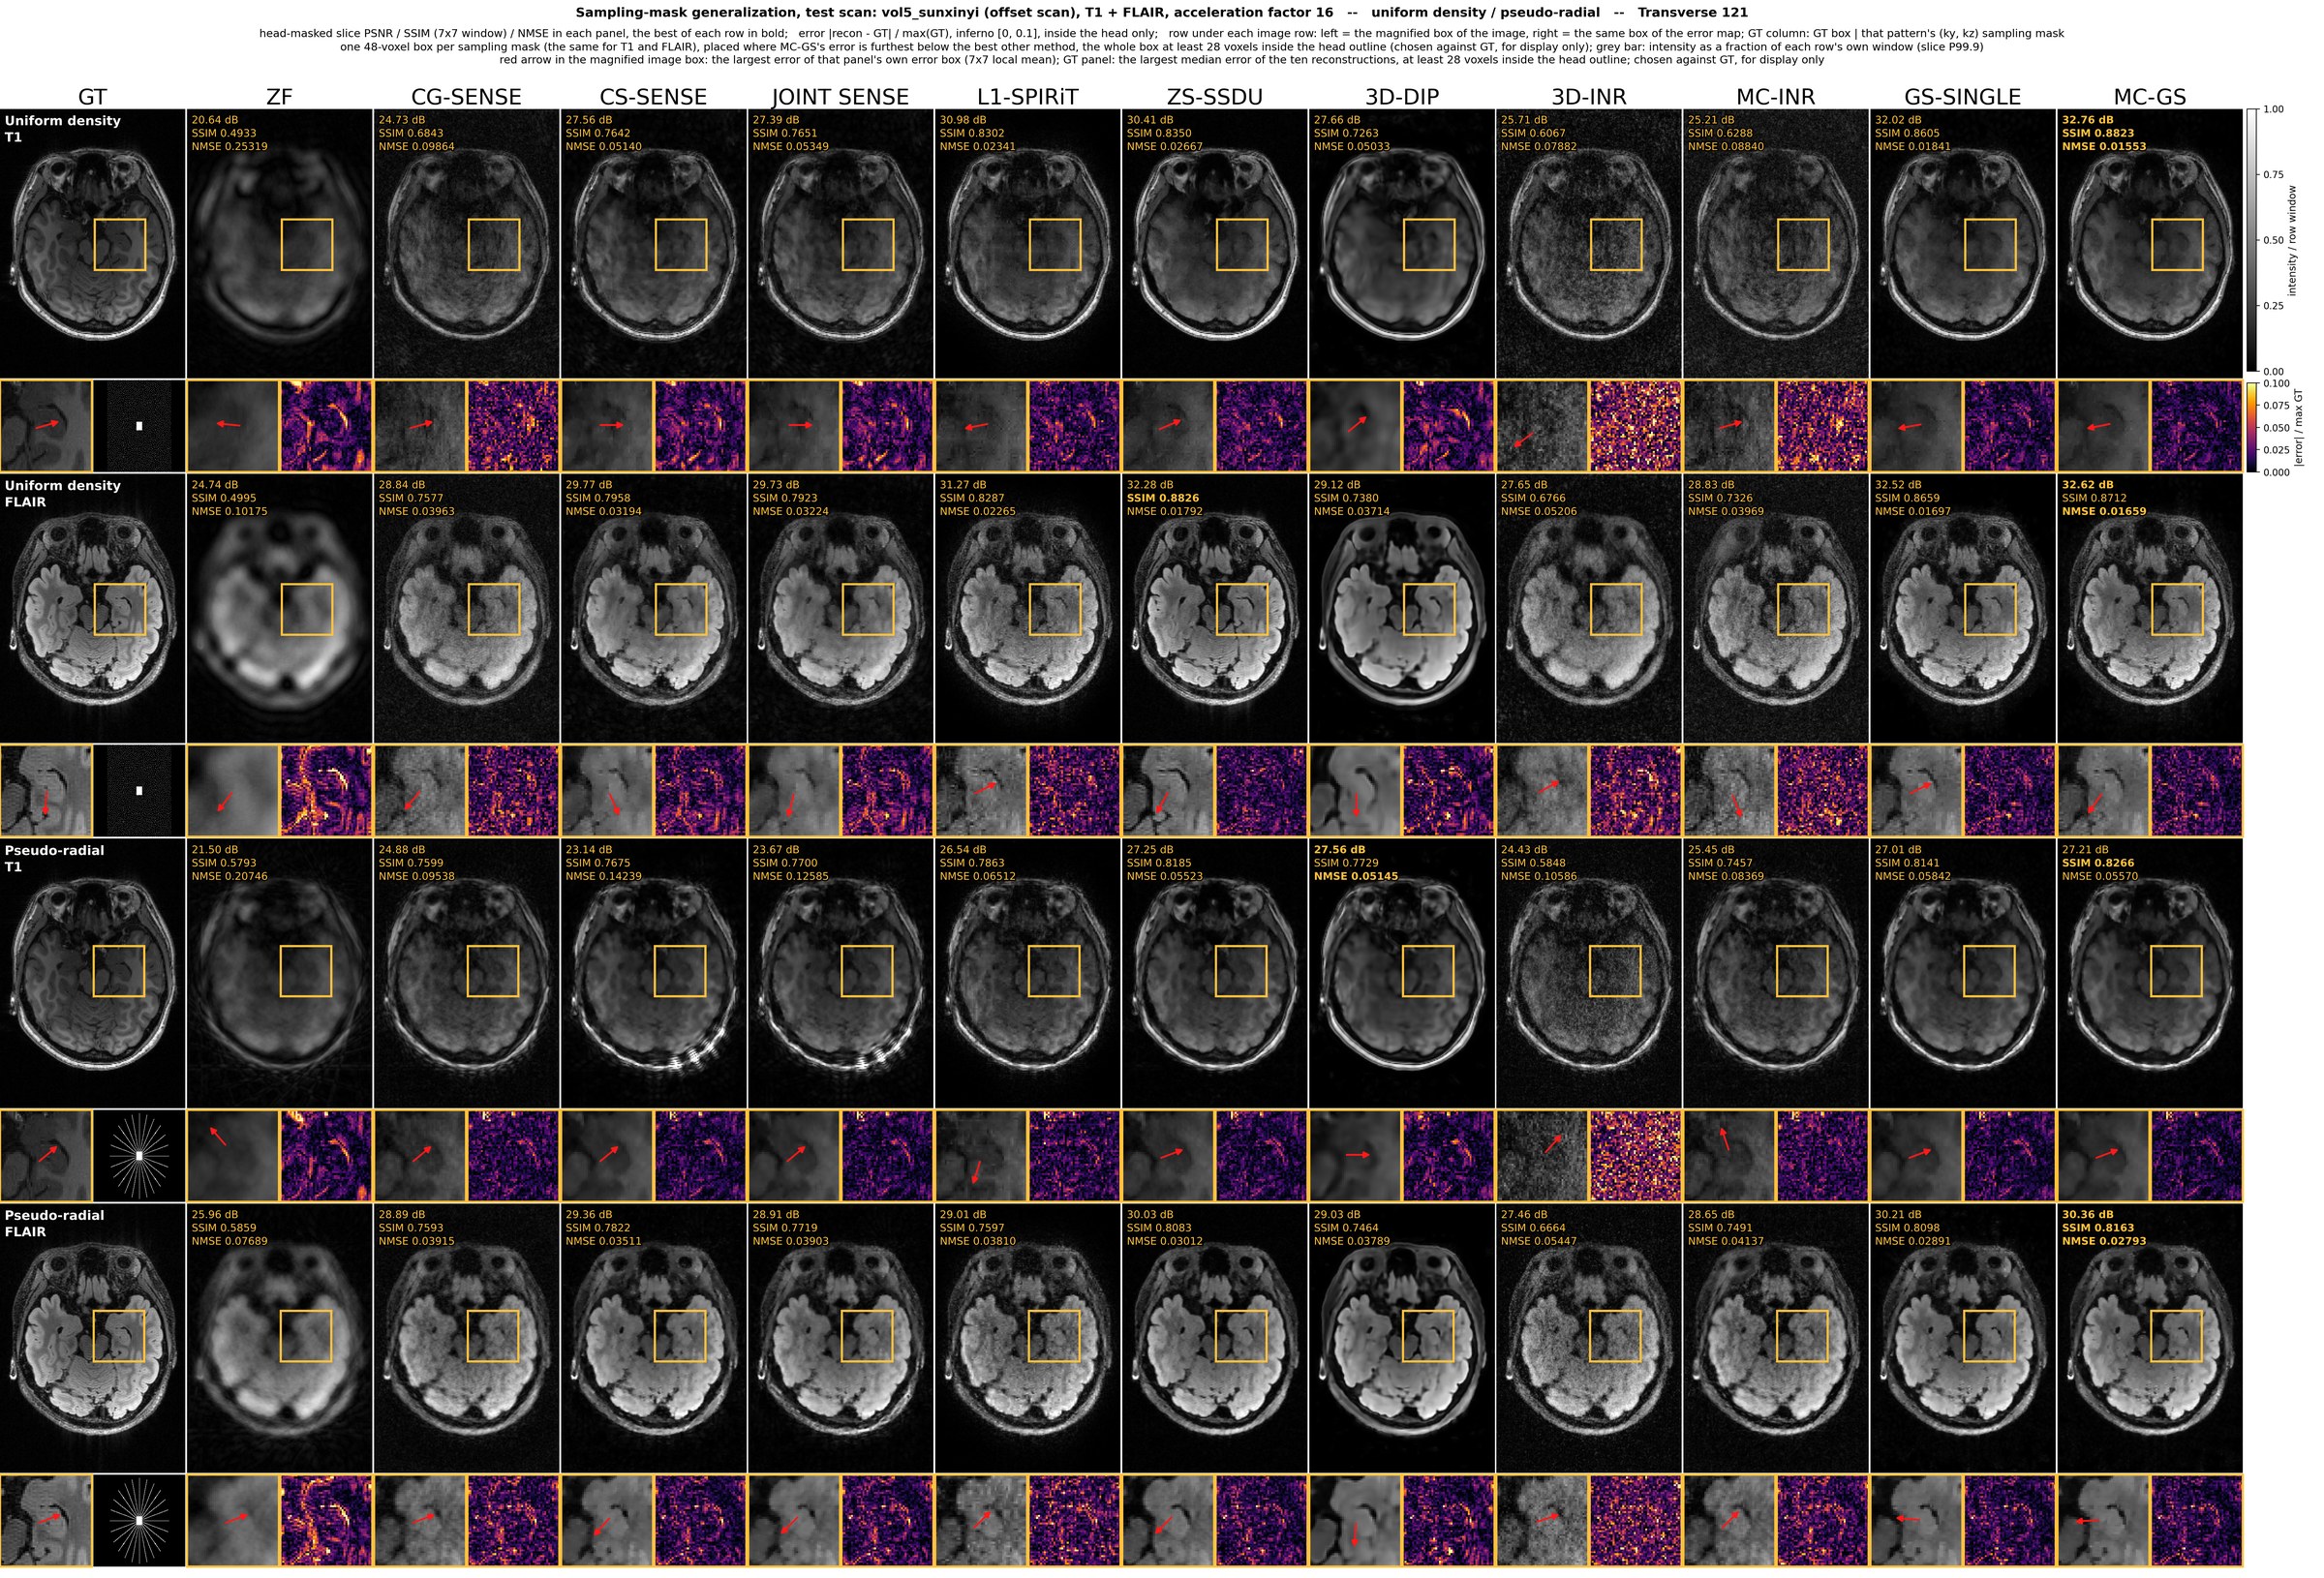 Sampling-mask generalization, test scan: vol5_sunxinyi (offset scan), T1 + FLAIR, acceleration factor 16 -- uniform density / pseudo-radial -- Transverse 121
head-masked slice PSNR / SSIM (7x7 window) / NMSE in each panel, the best of each row in bold; error |recon - GT| / max(GT), inferno [0, 0.1], inside the head only; row under each image row: left = the magnified box of the image, right = the same box of the error map; GT column: GT box | that pattern's (ky, kz) sampling mask
one 48-voxel box per sampling mask (the same for T1 and FLAIR), placed where MC-GS's error is furthest below the best other method, the whole box at least 28 voxels inside the head outline (chosen against GT, for display only); grey bar: intensity as a fraction of each row's own window (slice P99.9)
red arrow in the magnified image box: the largest error of that panel's own error box (7x7 local mean); GT panel: the largest median error of the ten reconstructions, at least 28 voxels inside the head outline; chosen against GT, for display only
GT ZF CG-SENSE CS-SENSE JOINT SENSE L1-SPIRiT ZS-SSDU 3D-DIP 3D-INR MC-INR GS-SINGLE MC-GS
Uniform density
T1
20.64 dB
SSIM 0.4933
NMSE 0.25319
24.73 dB
SSIM 0.6843
NMSE 0.09864
27.56 dB
SSIM 0.7642
NMSE 0.05140
27.39 dB
SSIM 0.7651
NMSE 0.05349
30.98 dB
SSIM 0.8302
NMSE 0.02341
30.41 dB
SSIM 0.8350
NMSE 0.02667
27.66 dB
SSIM 0.7263
NMSE 0.05033
25.71 dB
SSIM 0.6067
NMSE 0.07882
25.21 dB
SSIM 0.6288
NMSE 0.08840
32.02 dB
SSIM 0.8605
NMSE 0.01841
32.76 dB
SSIM 0.8823
NMSE 0.01553
1.00
0.75
0.50
0.25
0.00
intensity / row window
0.100
0.075
0.050
0.025
0.000
|error| / max GT
Uniform density
FLAIR
24.74 dB
SSIM 0.4995
NMSE 0.10175
28.84 dB
SSIM 0.7577
NMSE 0.03963
29.77 dB
SSIM 0.7958
NMSE 0.03194
29.73 dB
SSIM 0.7923
NMSE 0.03224
31.27 dB
SSIM 0.8287
NMSE 0.02265
32.28 dB
SSIM 0.8826
NMSE 0.01792
29.12 dB
SSIM 0.7380
NMSE 0.03714
27.65 dB
SSIM 0.6766
NMSE 0.05206
28.83 dB
SSIM 0.7326
NMSE 0.03969
32.52 dB
SSIM 0.8659
NMSE 0.01697
32.62 dB
SSIM 0.8712
NMSE 0.01659
Pseudo-radial
T1
21.50 dB
SSIM 0.5793
NMSE 0.20746
24.88 dB
SSIM 0.7599
NMSE 0.09538
23.14 dB
SSIM 0.7675
NMSE 0.14239
23.67 dB
SSIM 0.7700
NMSE 0.12585
26.54 dB
SSIM 0.7863
NMSE 0.06512
27.25 dB
SSIM 0.8185
NMSE 0.05523
27.56 dB
SSIM 0.7729
NMSE 0.05145
24.43 dB
SSIM 0.5848
NMSE 0.10586
25.45 dB
SSIM 0.7457
NMSE 0.08369
27.01 dB
SSIM 0.8141
NMSE 0.05842
27.21 dB
SSIM 0.8266
NMSE 0.05570
Pseudo-radial
FLAIR
25.96 dB
SSIM 0.5859
NMSE 0.07689
28.89 dB
SSIM 0.7593
NMSE 0.03915
29.36 dB
SSIM 0.7822
NMSE 0.03511
28.91 dB
SSIM 0.7719
NMSE 0.03903
29.01 dB
SSIM 0.7597
NMSE 0.03810
30.03 dB
SSIM 0.8083
NMSE 0.03012
29.03 dB
SSIM 0.7464
NMSE 0.03789
27.46 dB
SSIM 0.6664
NMSE 0.05447
28.65 dB
SSIM 0.7491
NMSE 0.04137
30.21 dB
SSIM 0.8098
NMSE 0.02891
30.36 dB
SSIM 0.8163
NMSE 0.02793